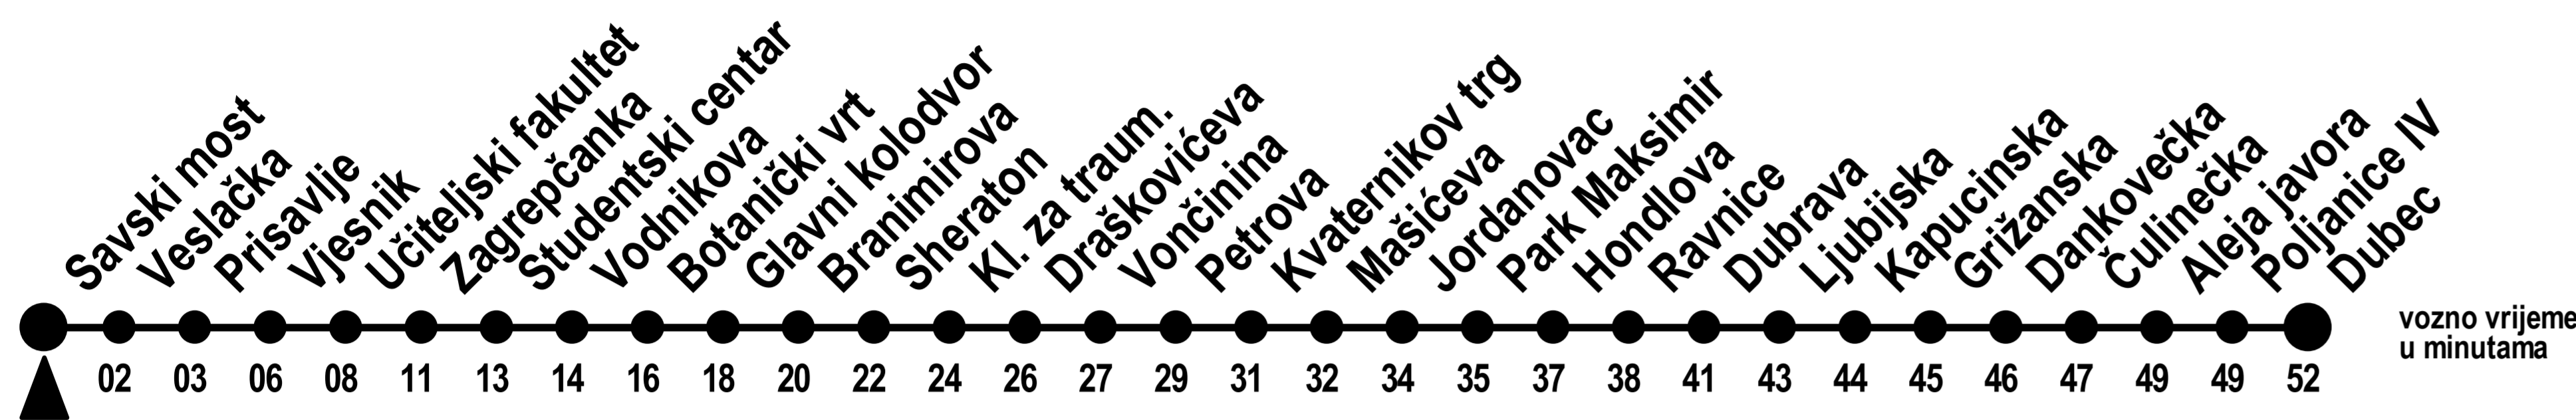 Savski most
Veslačka
Prisavlje
Vjesnik
Učiteljski fakultet
Zagrepčanka
Studentski centar
Vodnikova
Botanički vrt
Glavni kolodvor
Branimirova
Sheraton
Kl. za traum.
Draškovićeva
Vončinina
Petrova
Kvaternikov trg
Mašićeva
Jordanovac
Park Maksimir
Hondlova
Ravnice
Dubrava
Ljubijska
Kapucinska
Grižanska
Dankovečka
Čulinečka
Aleja javora
Poljanice IV
Dubec
vozno vrijeme
u minutama
02 03 06 08 11 13 14 16 18 20 22 24 26 27 29 31 32 34 35 37 38 41 43 44 45 46 47 49 49 52